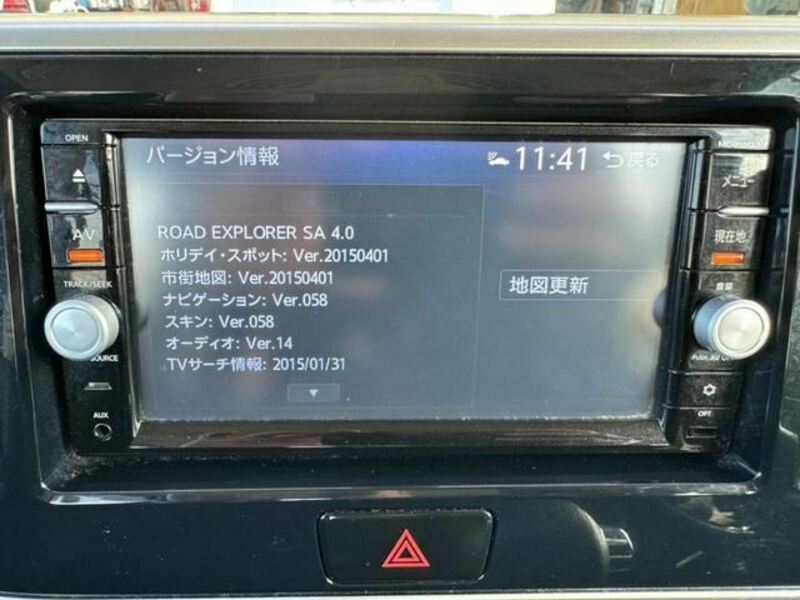 OPEN
バージョン情報
11:41
戻る
メニュー
AV
現在地
ROAD EXPLORER SA 4.0
ホリデイ・スポット: Ver.20150401
市街地図: Ver.20150401
ナビゲーション: Ver.058
スキン: Ver.058
オーディオ: Ver.14
TVサーチ情報: 2015/01/31
地図更新
TRACK/SEEK
音量
AUX
OPT